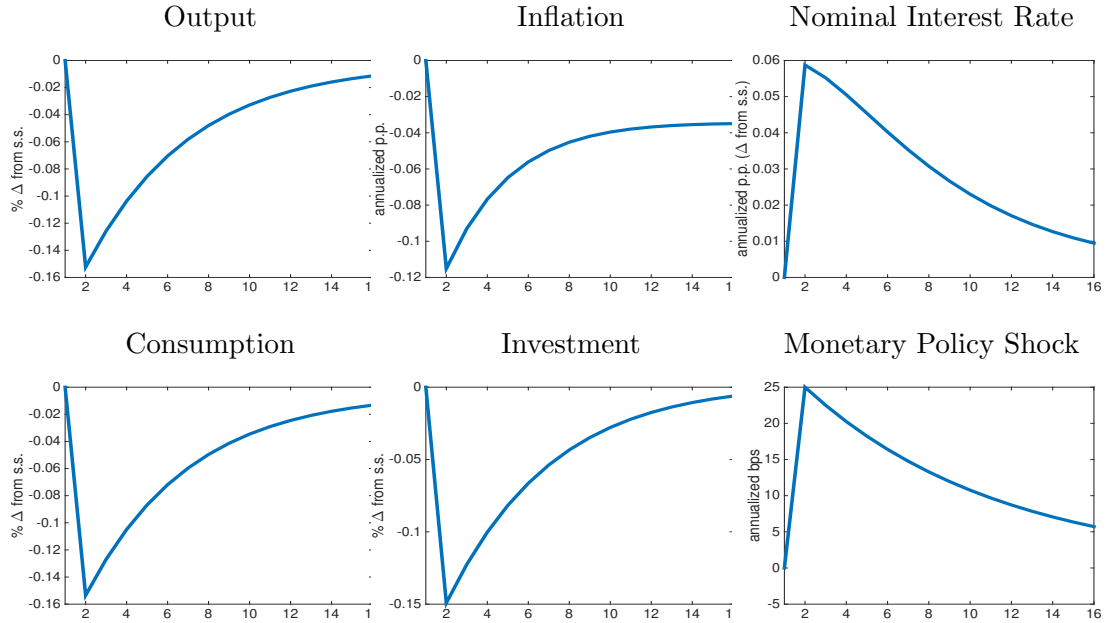 Output
Inflation
Nominal Interest Rate
% Δ from s.s.
0
-0.02
-0.04
-0.06
-0.08
-0.1
-0.12
-0.14
-0.16
2 4 6 8 10 12 14 1
annualized p.p.
0
-0.02
-0.04
-0.06
-0.08
-0.1
-0.12
2 4 6 8 10 12 14 1
annualized p.p. (Δ from s.s.)
0.06
0.05
0.04
0.03
0.02
0.01
0
2 4 6 8 10 12 14 16
Consumption
Investment
Monetary Policy Shock
% Δ from s.s.
0
-0.02
-0.04
-0.06
-0.08
-0.1
-0.12
-0.14
-0.16
2 4 6 8 10 12 14 1
% Δ from s.s.
0
-0.05
-0.1
-0.15
2 4 6 8 10 12 14 1
annualized bps
25
20
15
10
5
0
-5
2 4 6 8 10 12 14 16